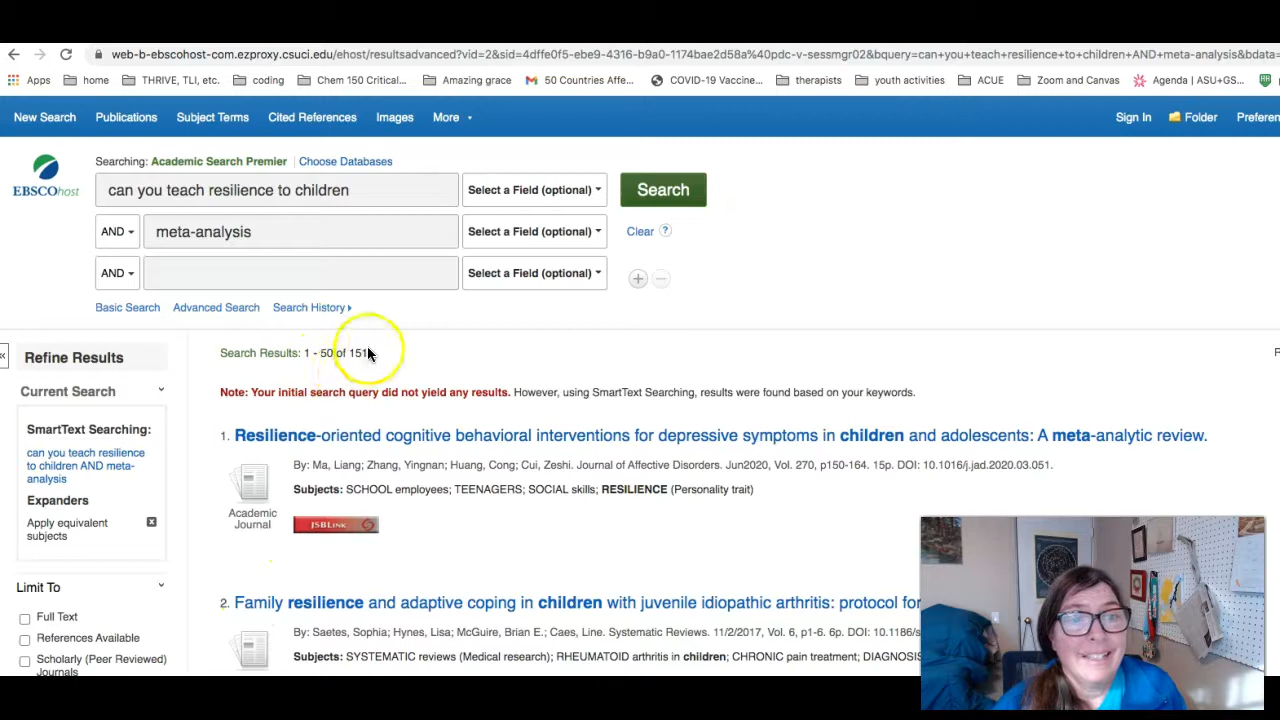 web-b-ebscohost-com.ezproxy.csuci.edu/ehost/resultsadvanced?vid=2&sid=4dffe0f5-ebe9-4316-b9a0-1174bae2d58a%40pdc-v-sessmgr02&bquery=can+you+teach+resilience+to+children+AND+meta-analysis&bdata=
Apps home THRIVE, TLI, etc. coding Chem 150 Critical... Amazing grace 50 Countries Affe... COVID-19 Vaccine... therapists youth activities ACUE Zoom and Canvas Agenda | ASU+GS...
New Search Publications Subject Terms Cited References Images More Sign In Folder Preferen
Searching: Academic Search Premier | Choose Databases
EBSCOhost
can you teach resilience to children Select a Field (optional) Search
AND meta-analysis Select a Field (optional) Clear ?
AND Select a Field (optional)
Basic Search Advanced Search Search History
« Refine Results
Current Search
SmartText Searching:
can you teach resilience
to children AND meta-
analysis
Expanders
Apply equivalent
subjects
Limit To
Full Text
References Available
Scholarly (Peer Reviewed)
Journals
Search Results: 1 - 50 of 151
Note: Your initial search query did not yield any results. However, using SmartText Searching, results were found based on your keywords.
1. Resilience-oriented cognitive behavioral interventions for depressive symptoms in children and adolescents: A meta-analytic review.
By: Ma, Liang; Zhang, Yingnan; Huang, Cong; Cui, Zeshi. Journal of Affective Disorders. Jun2020, Vol. 270, p150-164. 15p. DOI: 10.1016/j.jad.2020.03.051.
Subjects: SCHOOL employees; TEENAGERS; SOCIAL skills; RESILIENCE (Personality trait)
Academic
Journal
JSBLINK
2. Family resilience and adaptive coping in children with juvenile idiopathic arthritis: protocol for
By: Saetes, Sophia; Hynes, Lisa; McGuire, Brian E.; Caes, Line. Systematic Reviews. 11/2/2017, Vol. 6, p1-6. 6p. DOI: 10.1186/s
Subjects: SYSTEMATIC reviews (Medical research); RHEUMATOID arthritis in children; CHRONIC pain treatment; DIAGNOSIS